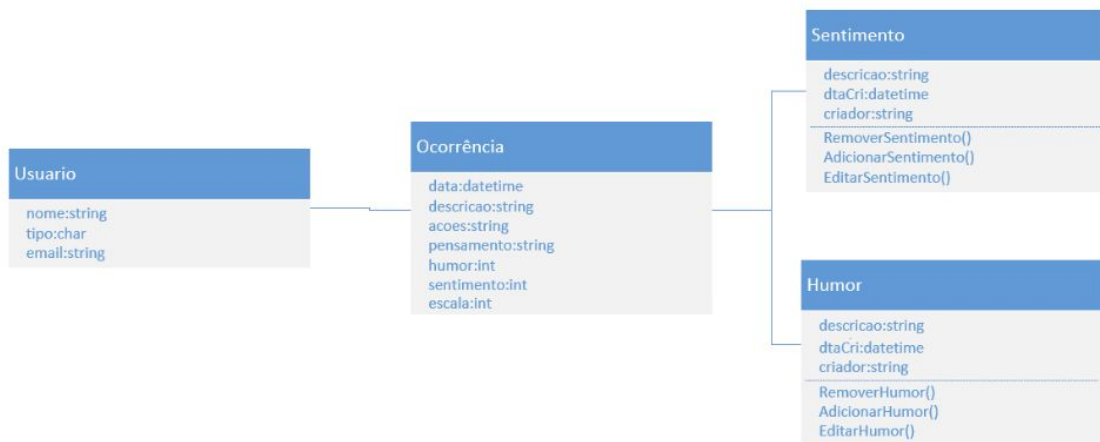 Usuario
nome:string
tipo:char
email:string
Ocorrência
data:datetime
descricao:string
acoes:string
pensamento:string
humor:int
sentimento:int
escala:int
Sentimento
descricao:string
dtaCri:datetime
criador:string
RemoverSentimento()
AdicionarSentimento()
EditarSentimento()
Humor
descricao:string
dtaCri:datetime
criador:string
RemoverHumor()
AdicionarHumor()
EditarHumor()